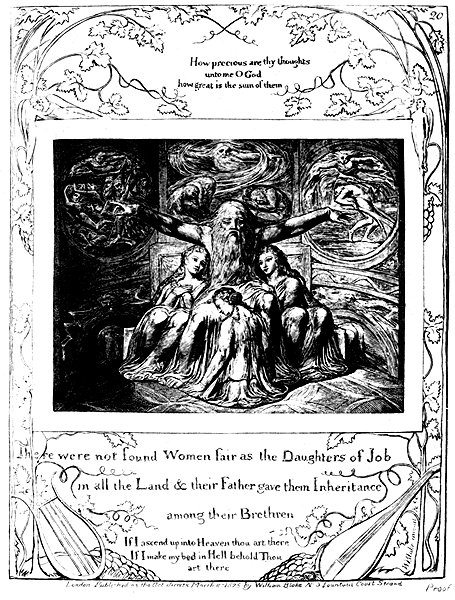 20
How precious are thy thoughts
unto me O God
how great is the sum of them
There were not found Women fair as the Daughters of Job
in all the Land & their Father gave them Inheritance
among their Brethren
If I ascend up into Heaven thou art there
If I make my bed in Hell behold Thou
art there
London Published as the Act directs March 8 1825 by William Blake N 3 Fountain Court Strand
Proof